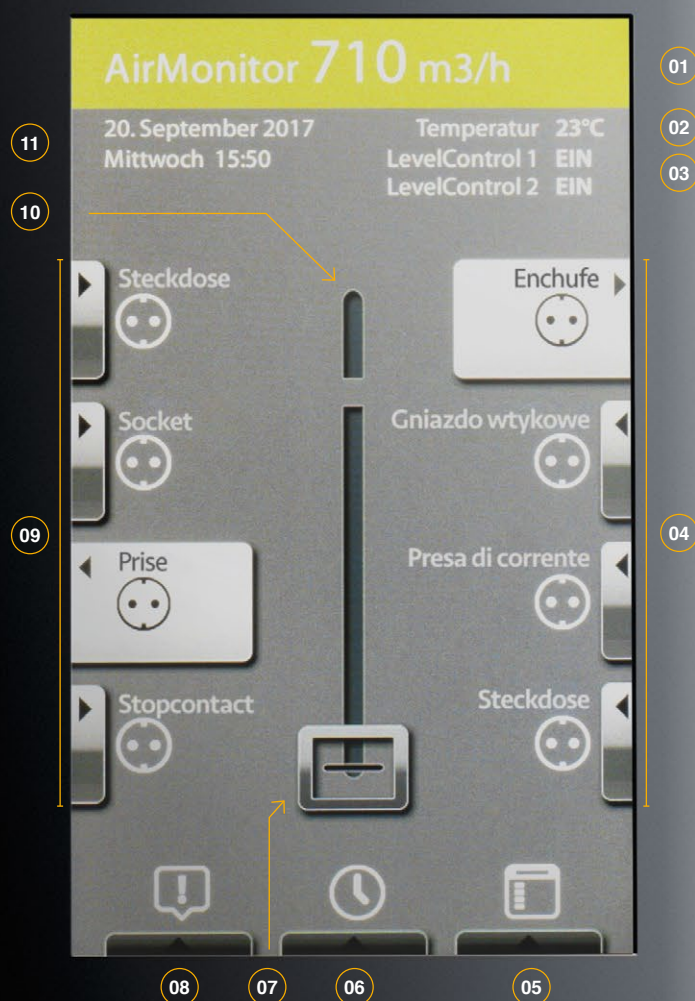 AirMonitor 710 m3/h
01
20. September 2017
Mittwoch 15:50
Temperatur 23°C
LevelControl 1 EIN
LevelControl 2 EIN
02
03
11
10
Steckdose
Enchufe
Socket
Gniazdo wtykowe
09
04
Prise
Presa di corrente
Stopcontact
Steckdose
08
07
06
05